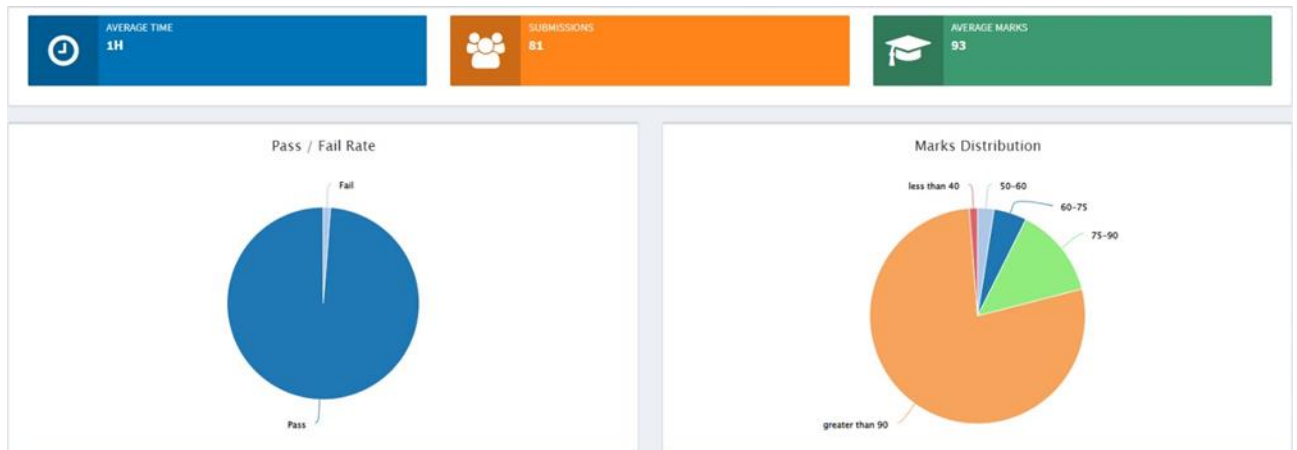 AVERAGE TIME
1H
SUBMISSIONS
81
AVERAGE MARKS
93
Pass / Fail Rate
Fail
Pass
Marks Distribution
less than 40
50-60
60-75
75-90
greater than 90